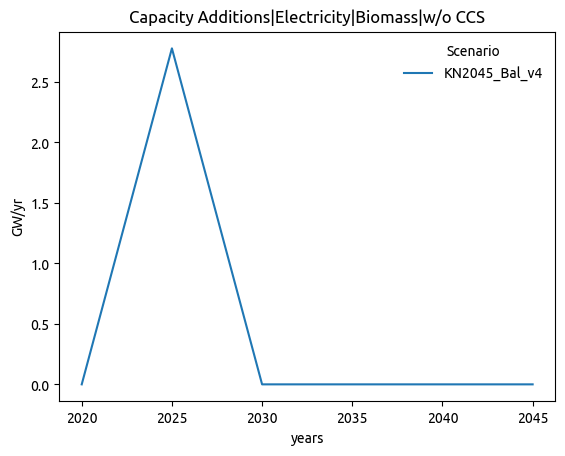 Capacity Additions|Electricity|Biomass|w/o CCS
Scenario
KN2045_Bal_v4
GW/yr
2.5
2.0
1.5
1.0
0.5
0.0
2020 2025 2030 2035 2040 2045
years